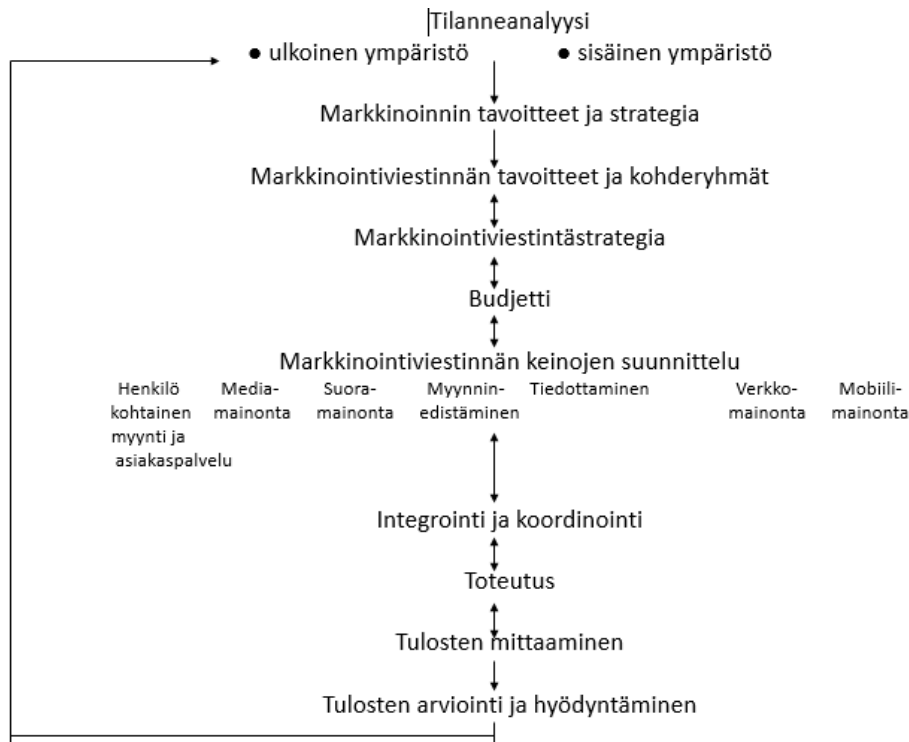 Tilanneanalyysi
● ulkoinen ympäristö ● sisäinen ympäristö
Markkinoinnin tavoitteet ja strategia
Markkinointiviestinnän tavoitteet ja kohderyhmät
Markkinointiviestintästrategia
Budjetti
Markkinointiviestinnän keinojen suunnittelu
Henkilö Media- Suora- Myynnin- Tiedottaminen Verkko- Mobiili-
kohtainen mainonta mainonta edistäminen mainonta mainonta
myynti ja
asiakaspalvelu
Integrointi ja koordinointi
Toteutus
Tulosten mittaaminen
Tulosten arviointi ja hyödyntäminen